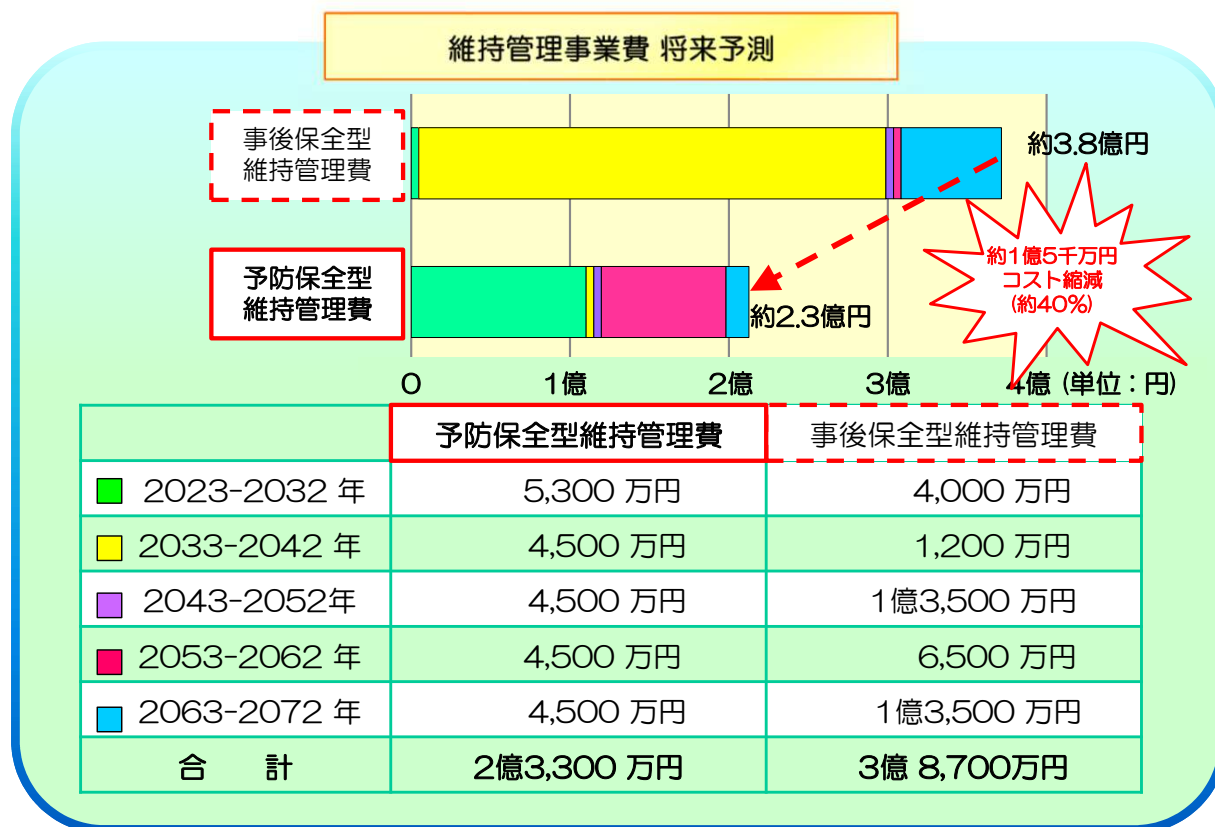 維持管理事業費 将来予測
事後保全型
維持管理費
約3.8億円
約1億5千万円
コスト縮減
(約40%)
予防保全型
維持管理費
約2.3億円
0 1億 2億 3億 4億 (単位：円)
予防保全型維持管理費 事後保全型維持管理費
2023-2032 年 5,300 万円 4,000 万円
2033-2042 年 4,500 万円 1,200 万円
2043-2052年 4,500 万円 1億3,500 万円
2053-2062 年 4,500 万円 6,500 万円
2063-2072 年 4,500 万円 1億3,500 万円
合 計 2億3,300 万円 3億 8,700万円